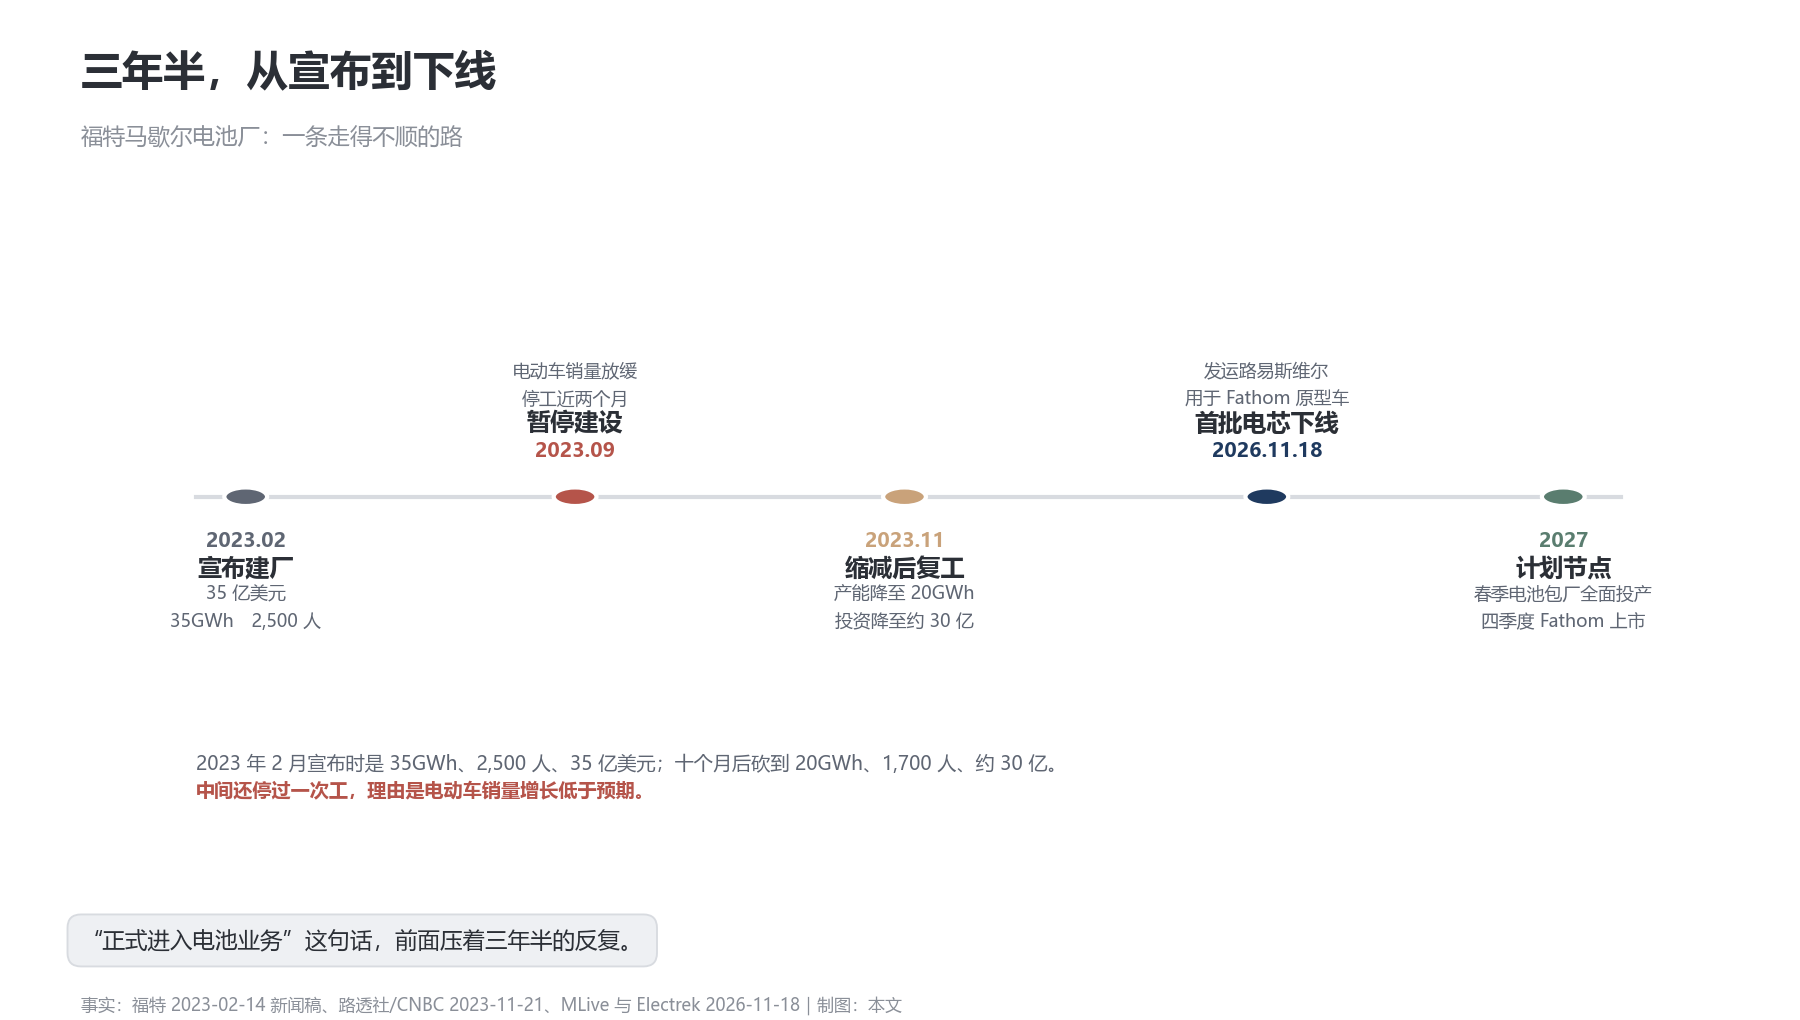 三年半，从宣布到下线
福特马歇尔电池厂：一条走得不顺的路
电动车销量放缓
停工近两个月
暂停建设
2023.09
发运路易斯维尔
用于 Fathom 原型车
首批电芯下线
2026.11.18
2023.02
宣布建厂
35 亿美元
35GWh　2,500 人
2023.11
缩减后复工
产能降至 20GWh
投资降至约 30 亿
2027
计划节点
春季电池包厂全面投产
四季度 Fathom 上市
2023 年 2 月宣布时是 35GWh、2,500 人、35 亿美元；十个月后砍到 20GWh、1,700 人、约 30 亿。
中间还停过一次工，理由是电动车销量增长低于预期。
“正式进入电池业务”这句话，前面压着三年半的反复。
事实：福特 2023-02-14 新闻稿、路透社/CNBC 2023-11-21、MLive 与 Electrek 2026-11-18 | 制图：本文